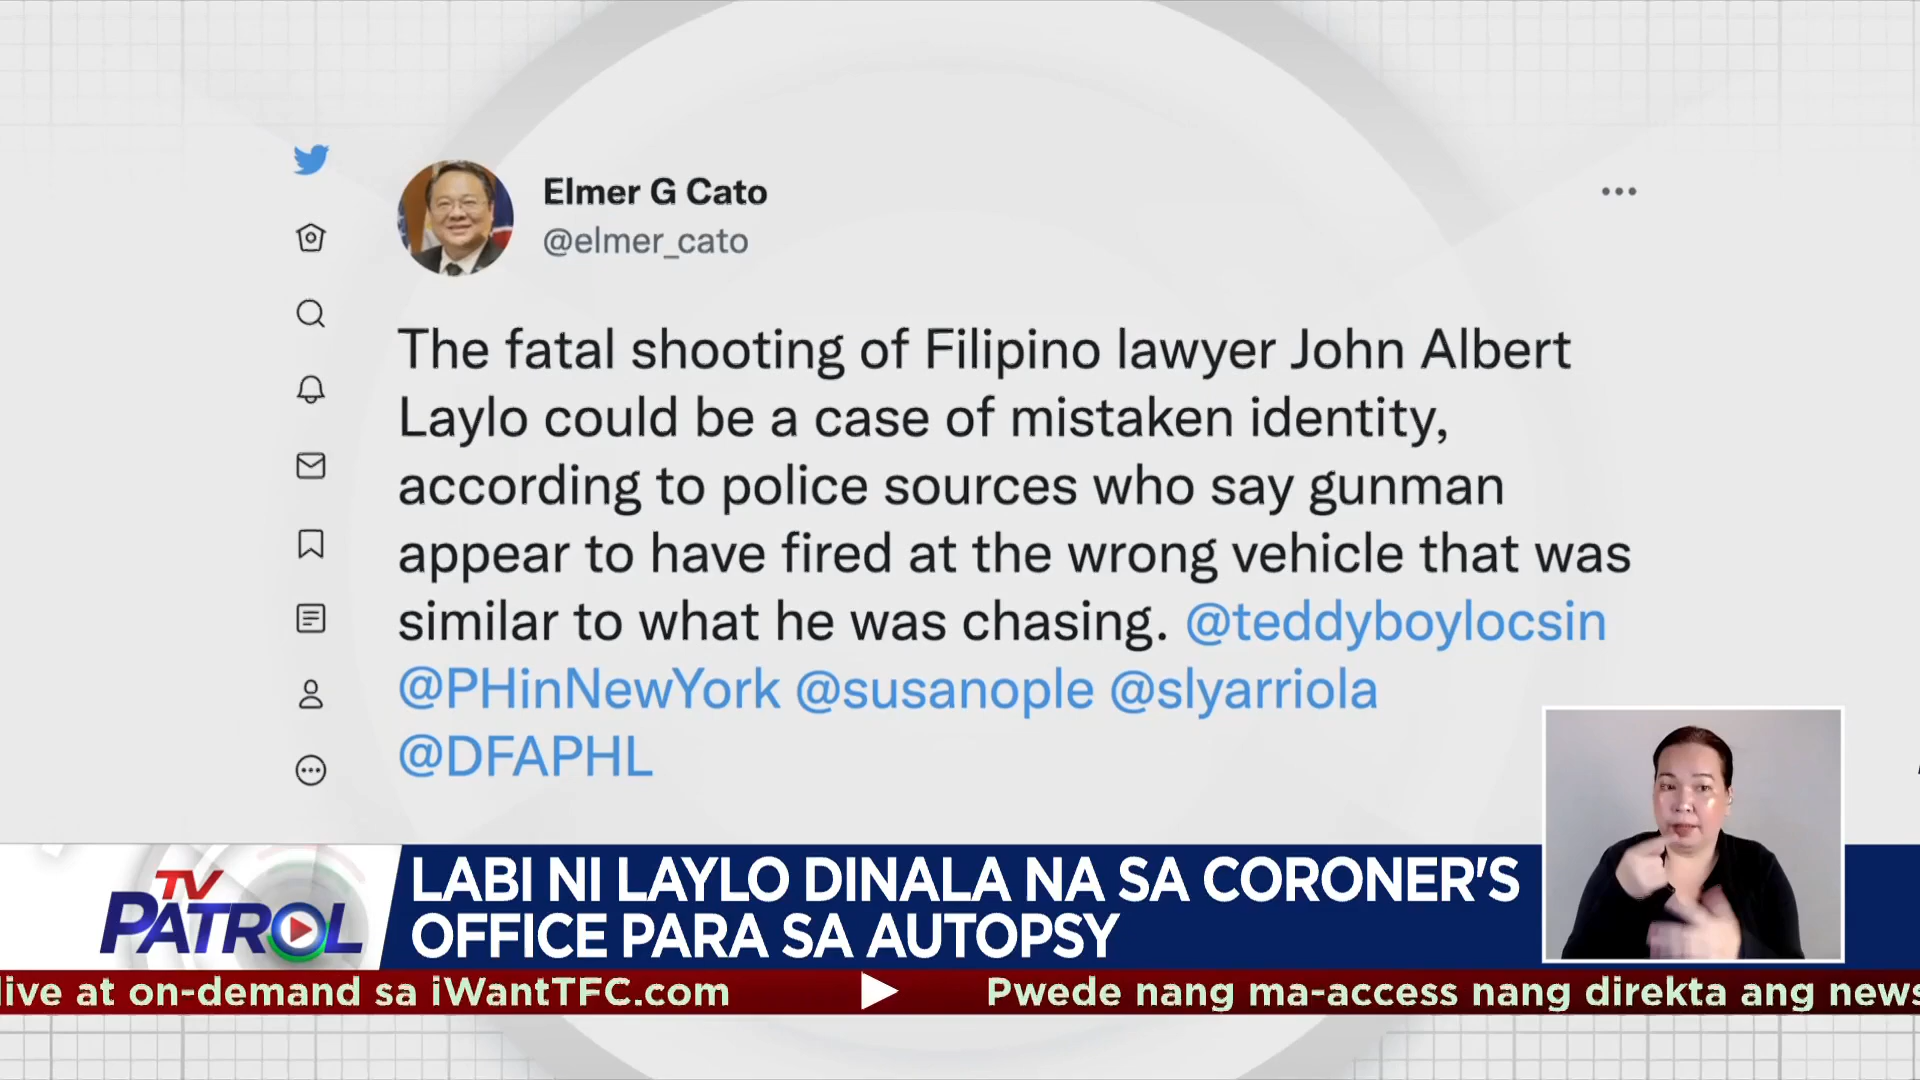 Elmer G Cato
@elmer_cato
The fatal shooting of Filipino lawyer John Albert
Laylo could be a case of mistaken identity,
according to police sources who say gunman
appear to have fired at the wrong vehicle that was
similar to what he was chasing. @teddyboylocsin
@PHinNewYork @susanople @slyarriola
@DFAPHL
TV
PATROL
LABI NI LAYLO DINALA NA SA CORONER'S
OFFICE PARA SA AUTOPSY
live at on-demand sa iWantTFC.com Pwede nang ma-access nang direkta ang news